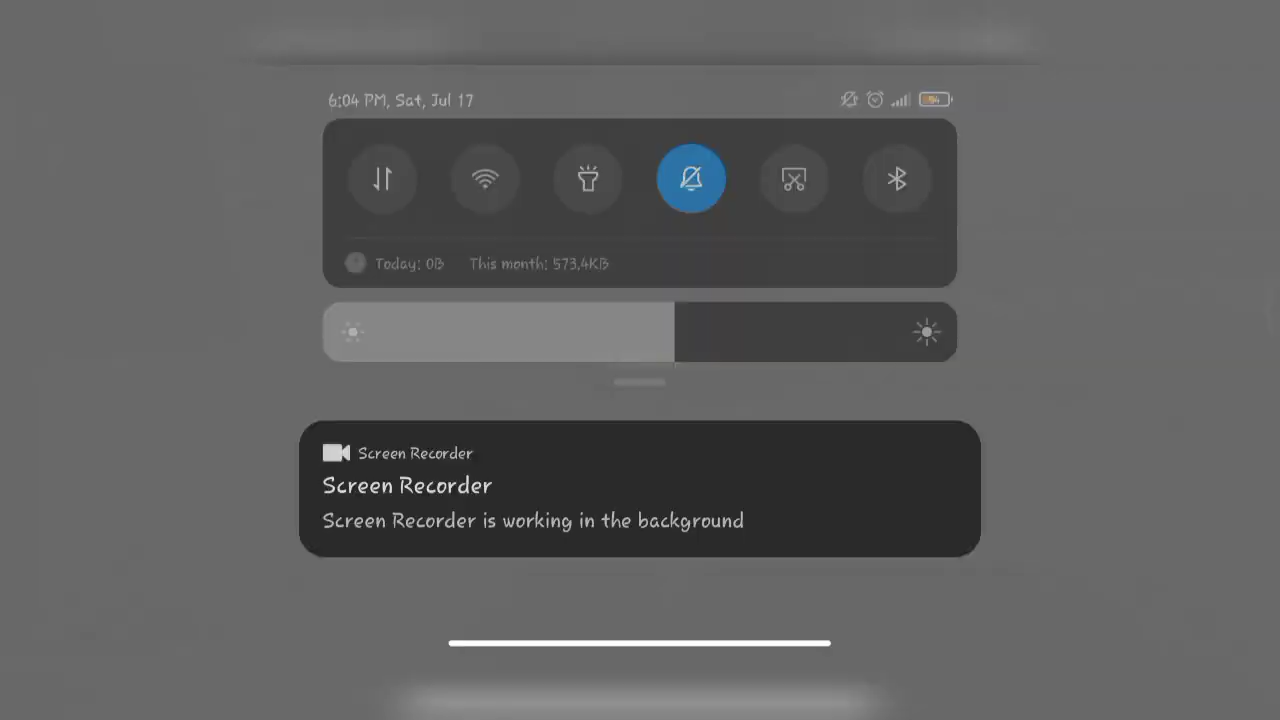 6:04 PM, Sat, Jul 17
Today: 0B This month: 573,4KB
Screen Recorder
Screen Recorder
Screen Recorder is working in the background